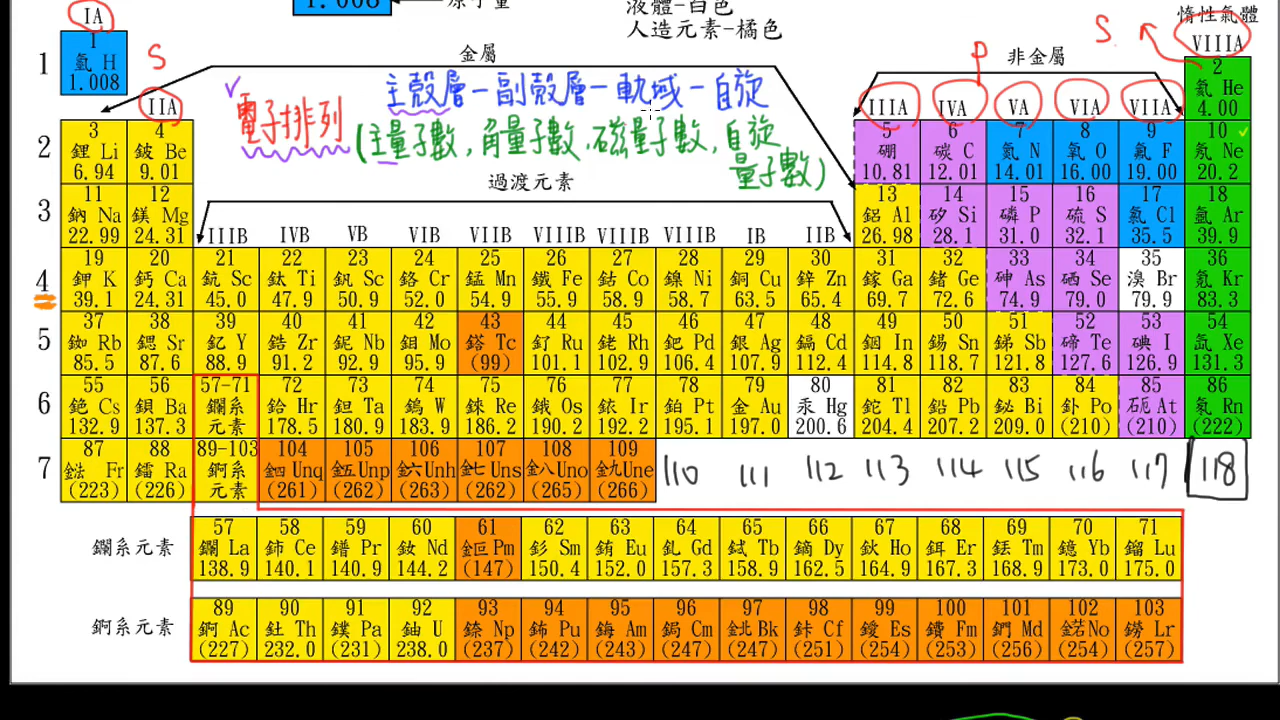 1.008 ← 原子量
液體-白色
人造元素-橘色
IA
惰性氣體
VIIIA
S
金屬
P
非金屬
S
1
1 氫 H 1.008
2 氦 He 4.00
IIA
電子排列
主殼層-副殼層-軌域-自旋
(主量子數, 角量子數, 磁量子數, 自旋
量子數)
IIIA IVA VA VIA VIIA
2
3 鋰 Li 6.94
4 鈹 Be 9.01
5 硼 10.81
6 碳 C 12.01
7 氮 N 14.01
8 氧 O 16.00
9 氟 F 19.00
10 氖 Ne 20.2
過渡元素
3
11 鈉 Na 22.99
12 鎂 Mg 24.31
IIIB IVB VB VIB VIIB VIIIB VIIIB VIIIB IB IIB
13 鋁 Al 26.98
14 矽 Si 28.1
15 磷 P 31.0
16 硫 S 32.1
17 氯 Cl 35.5
18 氬 Ar 39.9
4
19 鉀 K 39.1
20 鈣 Ca 24.31
21 鈧 Sc 45.0
22 鈦 Ti 47.9
23 釩 Sc 50.9
24 鉻 Cr 52.0
25 錳 Mn 54.9
26 鐵 Fe 55.9
27 鈷 Co 58.9
28 鎳 Ni 58.7
29 銅 Cu 63.5
30 鋅 Zn 65.4
31 鎵 Ga 69.7
32 鍺 Ge 72.6
33 砷 As 74.9
34 硒 Se 79.0
35 溴 Br 79.9
36 氪 Kr 83.3
5
37 銣 Rb 85.5
38 鍶 Sr 87.6
39 釔 Y 88.9
40 鋯 Zr 91.2
41 鈮 Nb 92.9
42 鉬 Mo 95.9
43 鎝 Tc (99)
44 釕 Ru 101.1
45 銠 Rh 102.9
46 鈀 Pd 106.4
47 銀 Ag 107.9
48 鎘 Cd 112.4
49 銦 In 114.8
50 錫 Sn 118.7
51 銻 Sb 121.8
52 碲 Te 127.6
53 碘 I 126.9
54 氙 Xe 131.3
6
55 銫 Cs 132.9
56 鋇 Ba 137.3
57-71 鑭系元素
72 鉿 Hr 178.5
73 鉭 Ta 180.9
74 鎢 W 183.9
75 錸 Re 186.2
76 鋨 Os 190.2
77 銥 Ir 192.2
78 鉑 Pt 195.1
79 金 Au 197.0
80 汞 Hg 200.6
81 鉈 Tl 204.4
82 鉛 Pb 207.2
83 鉍 Bi 209.0
84 釙 Po (210)
85 砈 At (210)
86 氡 Rn (222)
7
87 鍅 Fr (223)
88 鐳 Ra (226)
89-103 錒系元素
104 金四 Unq (261)
105 金五 Unp (262)
106 金六 Unh (263)
107 金七 Uns (262)
108 金八 Uno (265)
109 金九 Une (266)
110 111 112 113 114 115 116 117 118
鑭系元素
57 鑭 La 138.9
58 鈰 Ce 140.1
59 鐠 Pr 140.9
60 釹 Nd 144.2
61 鉕 Pm (147)
62 釤 Sm 150.4
63 銪 Eu 152.0
64 釓 Gd 157.3
65 鋱 Tb 158.9
66 鏑 Dy 162.5
67 鈥 Ho 164.9
68 鉺 Er 167.3
69 銩 Tm 168.9
70 鐿 Yb 173.0
71 鎦 Lu 175.0
錒系元素
89 錒 Ac (227)
90 釷 Th 232.0
91 鏷 Pa (231)
92 鈾 U 238.0
93 錼 Np (237)
94 鈽 Pu (242)
95 鋂 Am (243)
96 鋦 Cm (247)
97 鉳 Bk (247)
98 鉲 Cf (251)
99 鑀 Es (254)
100 鐨 Fm (253)
101 鍆 Md (256)
102 鍩 No (254)
103 鐒 Lr (257)